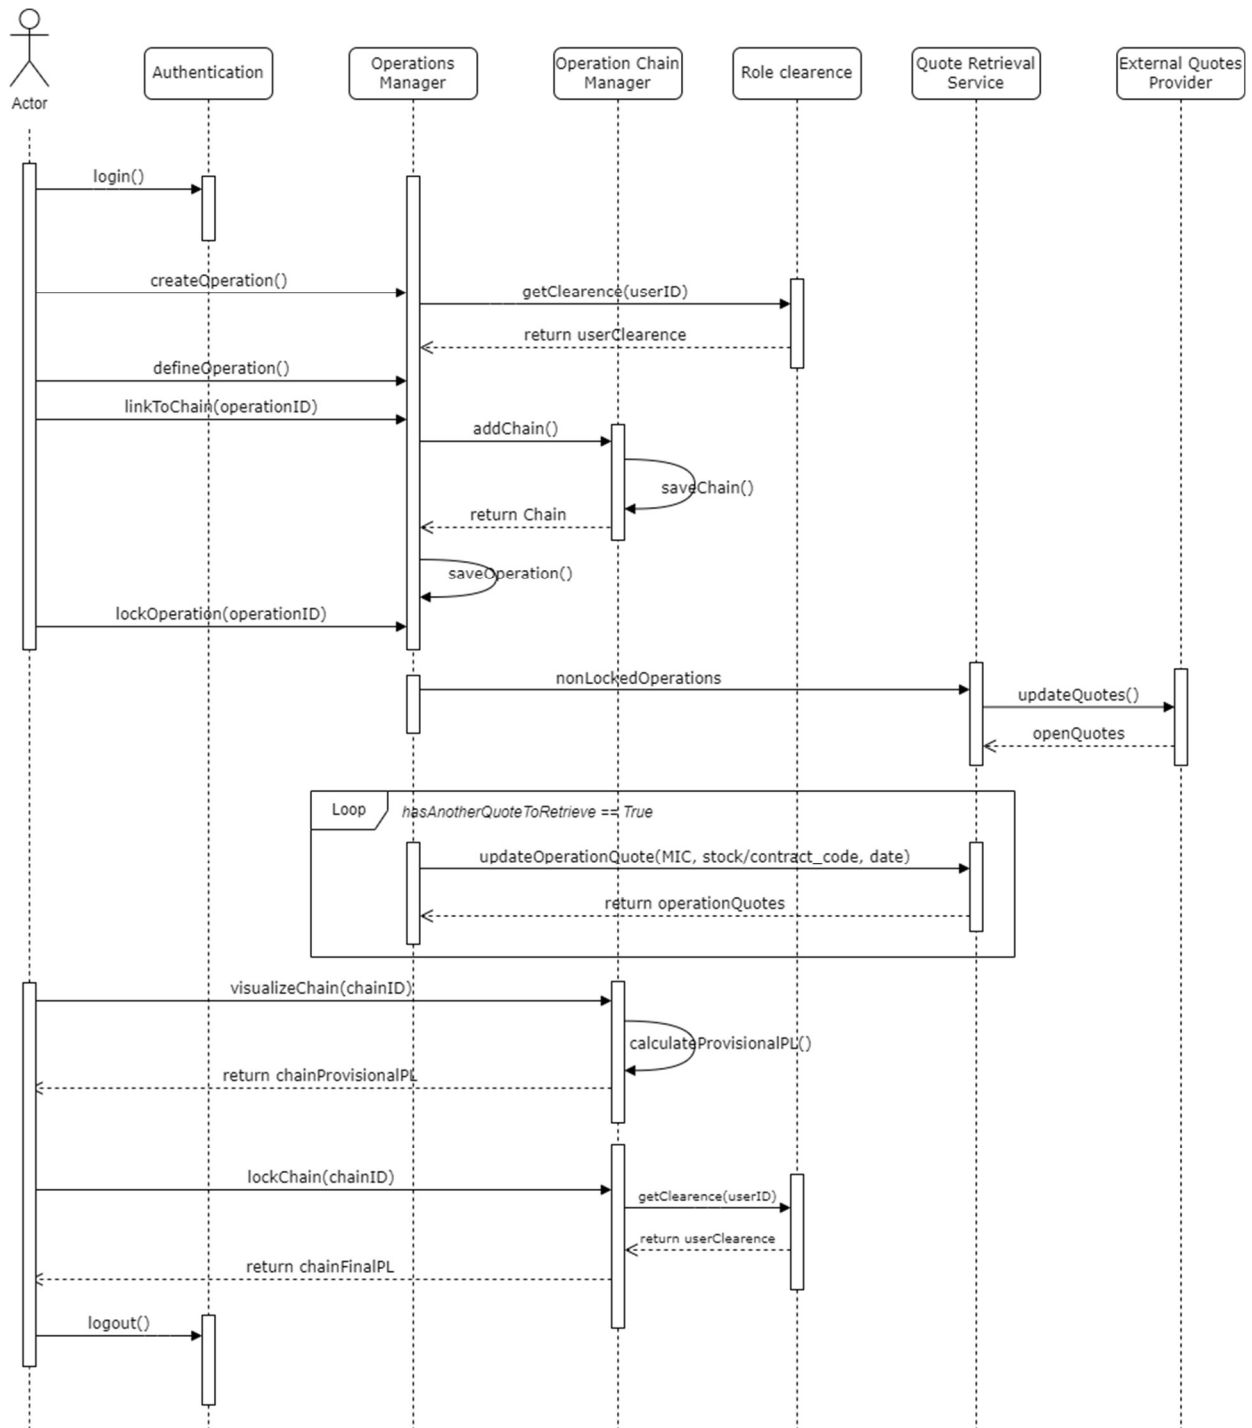 Actor
Authentication
Operations
Manager
Operation Chain
Manager
Role clearence
Quote Retrieval
Service
External Quotes
Provider
login()
createOperation()
getClearence(userID)
return userClearence
defineOperation()
linkToChain(operationID)
addChain()
saveChain()
return Chain
saveOperation()
lockOperation(operationID)
nonLockedOperations
updateQuotes()
openQuotes
Loop
hasAnotherQuoteToRetrieve == True
updateOperationQuote(MIC, stock/contract_code, date)
return operationQuotes
visualizeChain(chainID)
calculateProvisionalPL()
return chainProvisionalPL
lockChain(chainID)
getClearence(userID)
return userClearence
return chainFinalPL
logout()